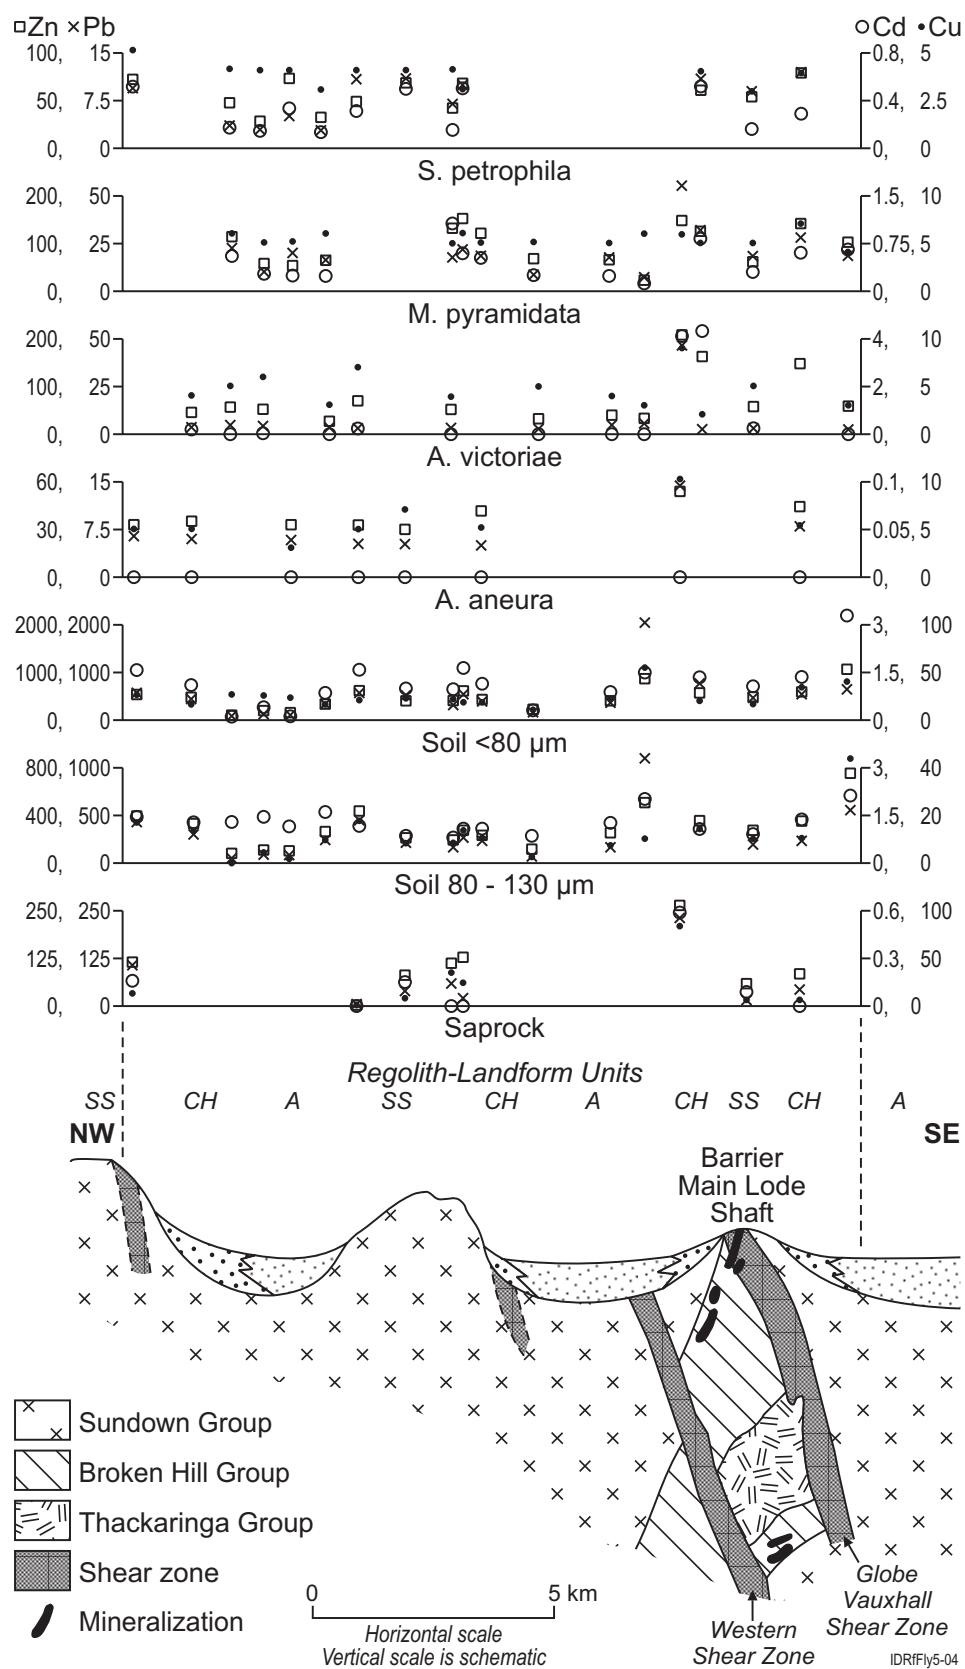 □Zn ×Pb ○Cd •Cu
100, 15 0.8, 5
50, 7.5 0.4, 2.5
0, 0 0, 0
S. petrophila
200, 50 1.5, 10
100, 25 0.75, 5
0, 0 0, 0
M. pyramidata
200, 50 4, 10
100, 25 2, 5
0, 0 0, 0
A. victoriae
60, 15 0.1, 10
30, 7.5 0.05, 5
0, 0 0, 0
A. aneura
2000, 2000 3, 100
1000, 1000 1.5, 50
0, 0 0, 0
Soil <80 µm
800, 1000 3, 40
400, 500 1.5, 20
0, 0 0, 0
Soil 80 - 130 µm
250, 250 0.6, 100
125, 125 0.3, 50
0, 0 0, 0
Saprock
Regolith-Landform Units
SS CH A SS CH A CH SS CH A
NW SE
Barrier
Main Lode
Shaft
Sundown Group
Broken Hill Group
Thackaringa Group
Shear zone
Mineralization
0 5 km
Horizontal scale
Vertical scale is schematic
Western
Shear Zone
Globe
Vauxhall
Shear Zone
IDRfFly5-04